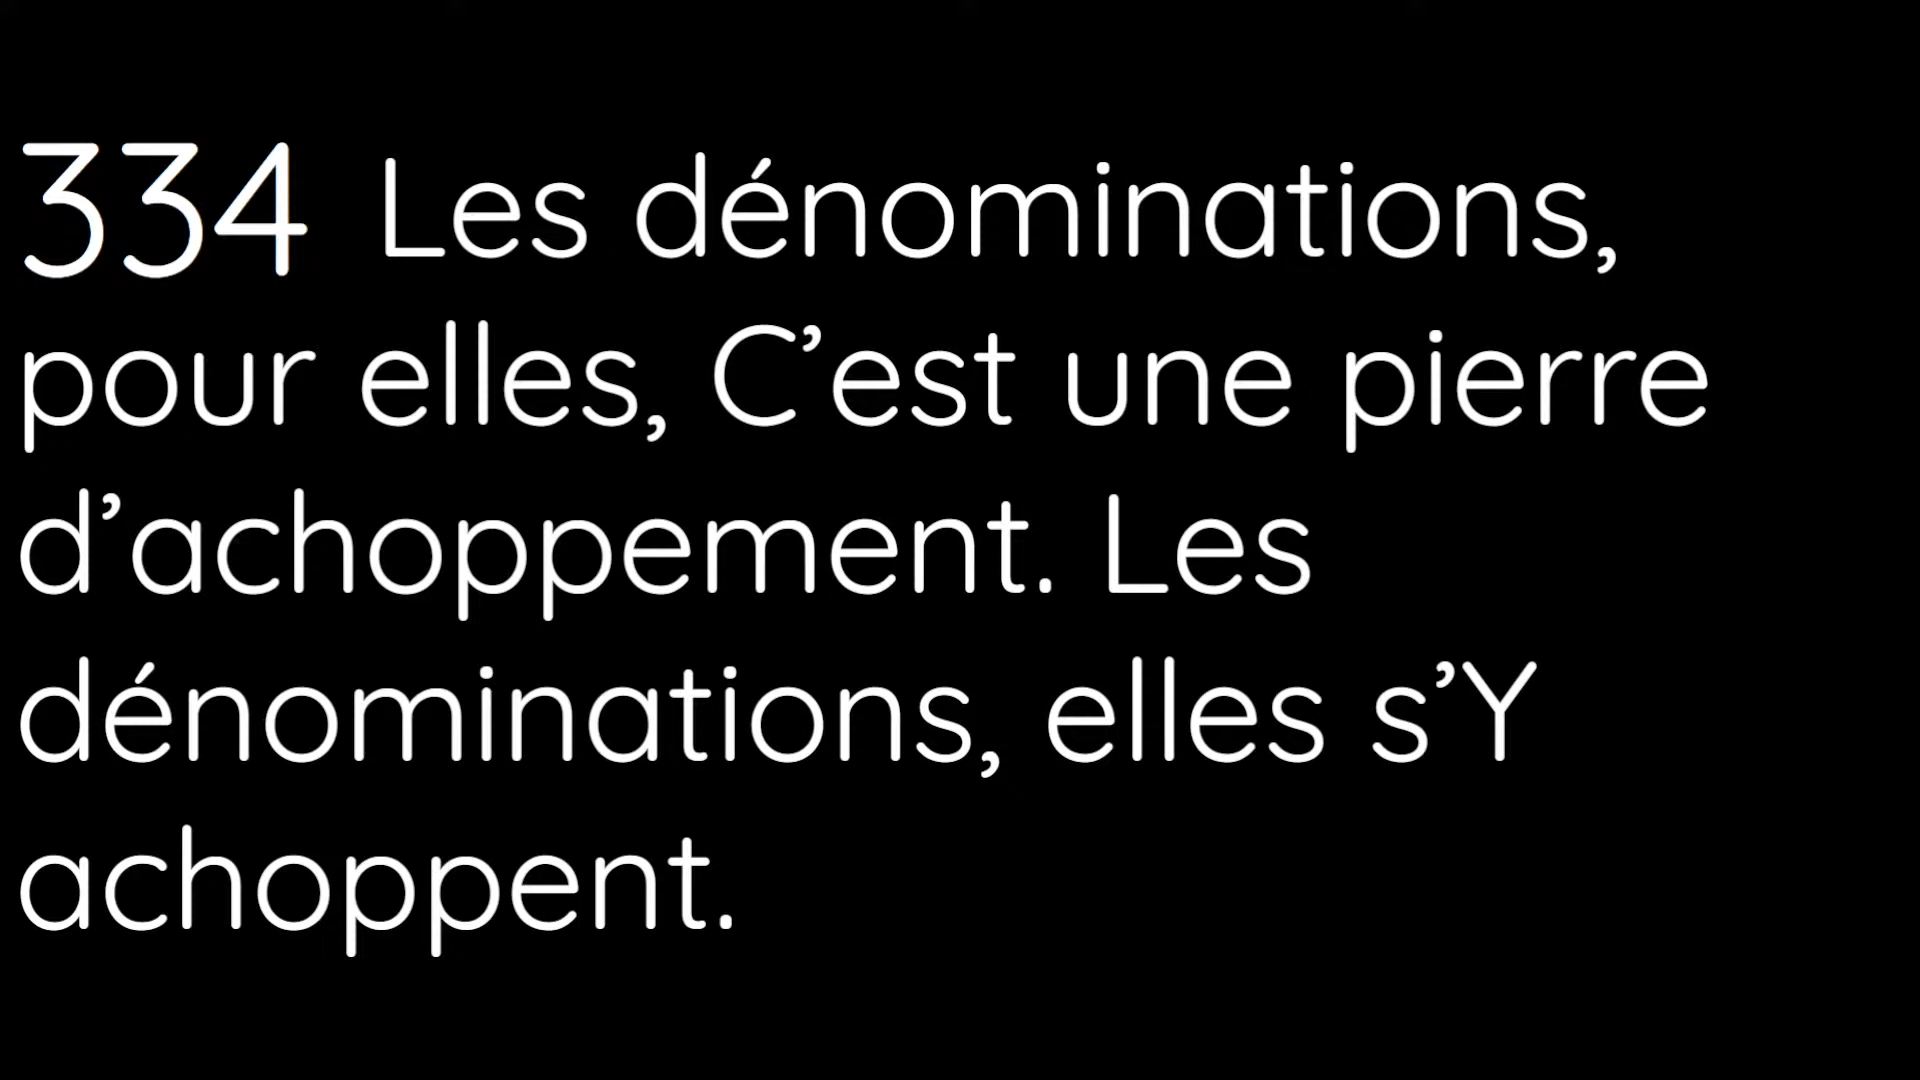 334 Les dénominations,
pour elles, C’est une pierre
d’achoppement. Les
dénominations, elles s’Y
achoppent.